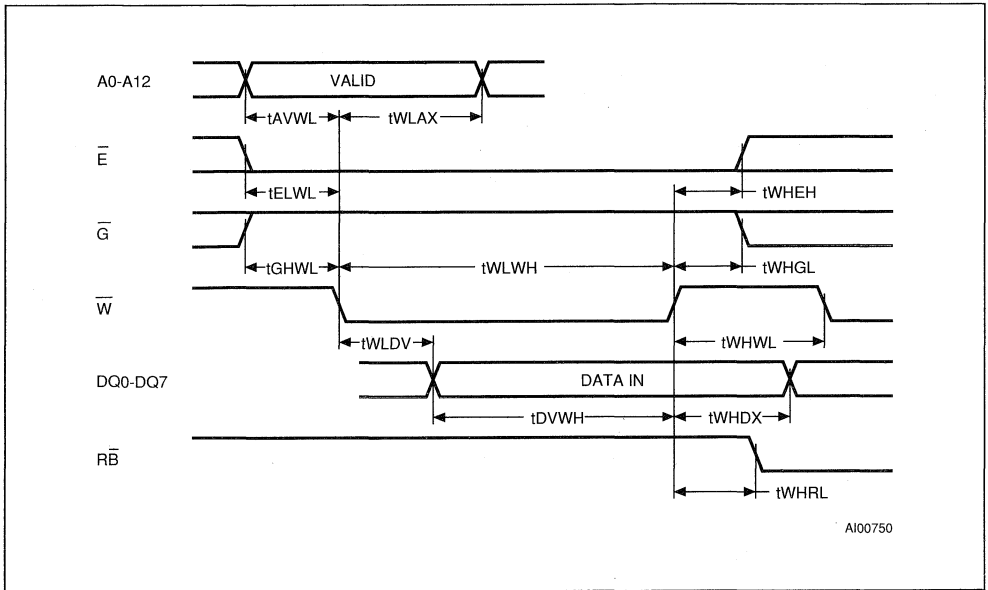 A0-A12 VALID
tAVWL tWLAX
E̅
tELWL tWHEH
G̅
tGHWL tWLWH tWHGL
W̅
tWLDV tWHWL
DQ0-DQ7 DATA IN
tDVWH tWHDX
RB̅
tWHRL
AI00750